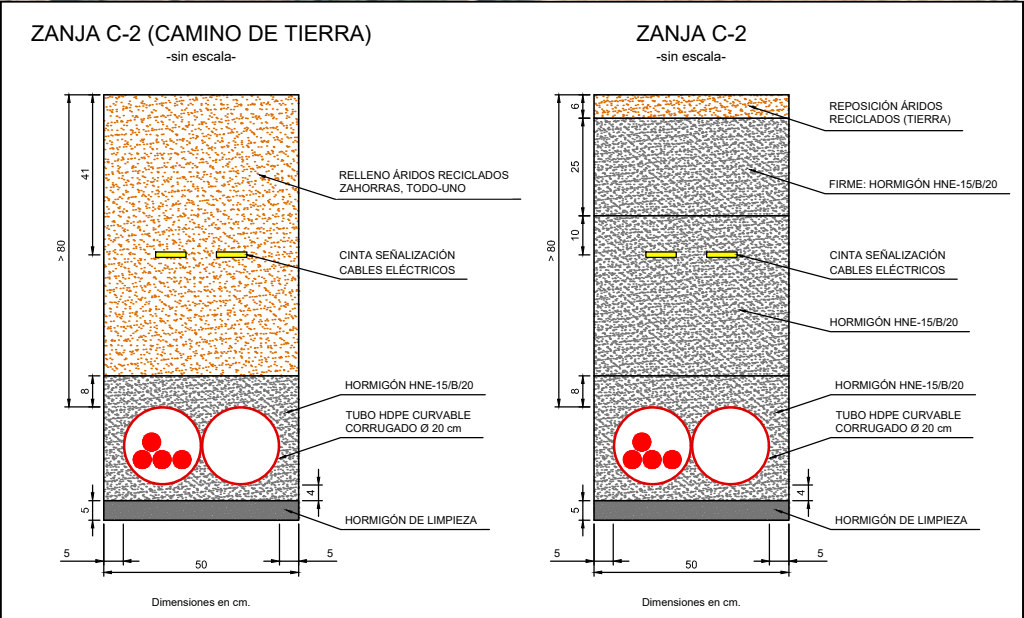 ZANJA C-2 (CAMINO DE TIERRA)
-sin escala-
41
> 80
8
5
4
5
50
5
RELLENO ÁRIDOS RECICLADOS
ZAHORRAS, TODO-UNO
CINTA SEÑALIZACIÓN
CABLES ELÉCTRICOS
HORMIGÓN HNE-15/B/20
TUBO HDPE CURVABLE
CORRUGADO Ø 20 cm
HORMIGÓN DE LIMPIEZA
Dimensiones en cm.
ZANJA C-2
-sin escala-
6
25
10
> 80
8
5
4
5
50
5
REPOSICIÓN ÁRIDOS
RECICLADOS (TIERRA)
FIRME: HORMIGÓN HNE-15/B/20
CINTA SEÑALIZACIÓN
CABLES ELÉCTRICOS
HORMIGÓN HNE-15/B/20
HORMIGÓN HNE-15/B/20
TUBO HDPE CURVABLE
CORRUGADO Ø 20 cm
HORMIGÓN DE LIMPIEZA
Dimensiones en cm.